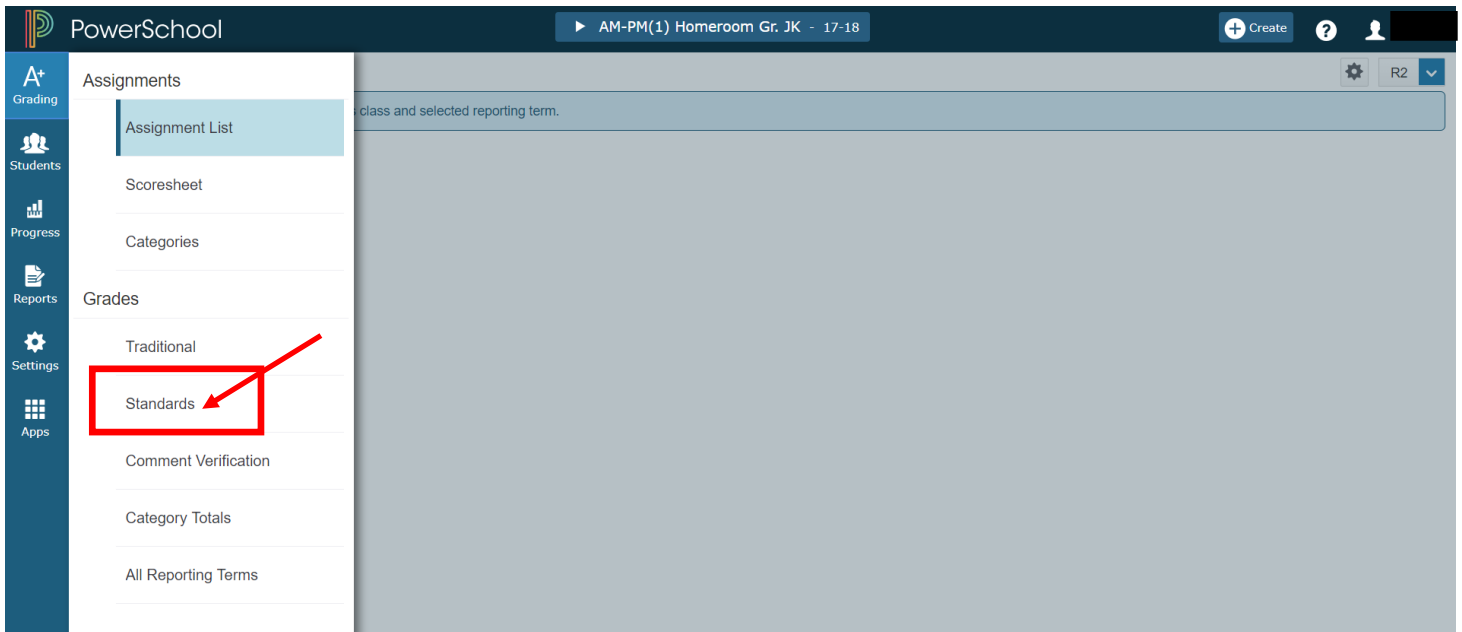 PowerSchool
AM-PM(1) Homeroom Gr. JK - 17-18
Create
?
A+
Grading
Students
Progress
Reports
Settings
Apps
Assignments
Assignment List
Scoresheet
Categories
Grades
Traditional
Standards
Comment Verification
Category Totals
All Reporting Terms
R2
class and selected reporting term.